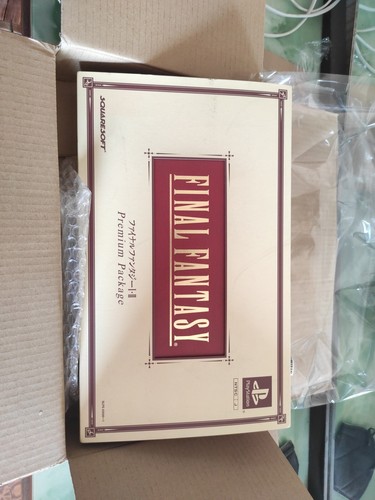 SQUARESOFT
FINAL FANTASY
ファイナルファンタジーI・II
Premium Package
NTSC J
PlayStation